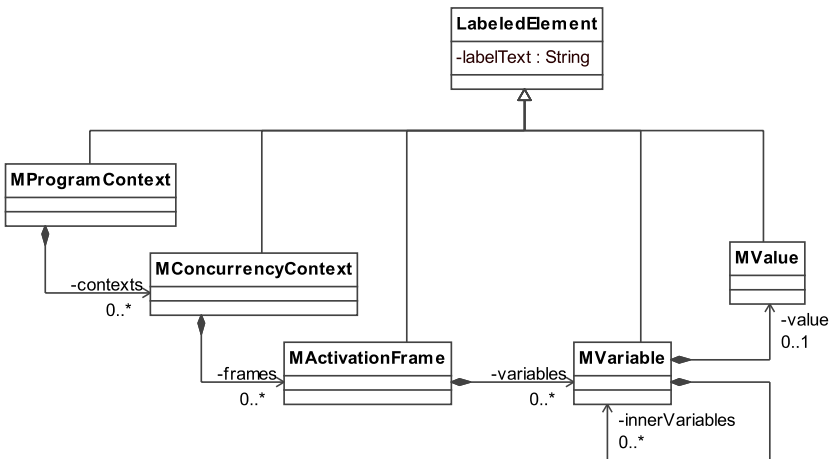 LabeledElement
-labelText : String
MProgramContext
MConcurrencyContext
MValue
-contexts
0..*
-value
0..1
MActivationFrame
MVariable
-frames
0..*
-variables
0..*
-innerVariables
0..*